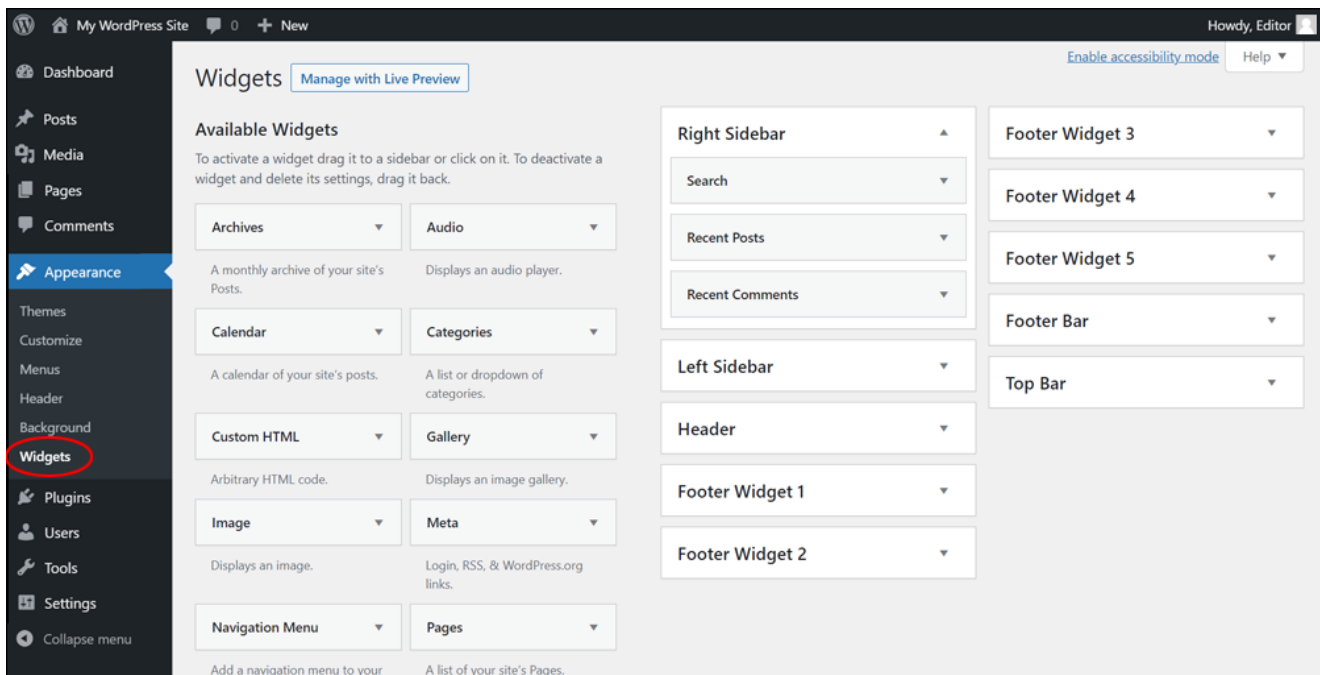 My WordPress Site
0
New
Howdy, Editor
Dashboard
Posts
Media
Pages
Comments
Appearance
Themes
Customize
Menus
Header
Background
Widgets
Plugins
Users
Tools
Settings
Collapse menu
Enable accessibility mode
Help
Widgets
Manage with Live Preview
Available Widgets
To activate a widget drag it to a sidebar or click on it. To deactivate a
widget and delete its settings, drag it back.
Archives
A monthly archive of your site's
Posts.
Audio
Displays an audio player.
Calendar
A calendar of your site's posts.
Categories
A list or dropdown of
categories.
Custom HTML
Arbitrary HTML code.
Gallery
Displays an image gallery.
Image
Displays an image.
Meta
Login, RSS, & WordPress.org
links.
Navigation Menu
Add a navigation menu to your
Pages
A list of your site's Pages.
Right Sidebar
Search
Recent Posts
Recent Comments
Left Sidebar
Header
Footer Widget 1
Footer Widget 2
Footer Widget 3
Footer Widget 4
Footer Widget 5
Footer Bar
Top Bar